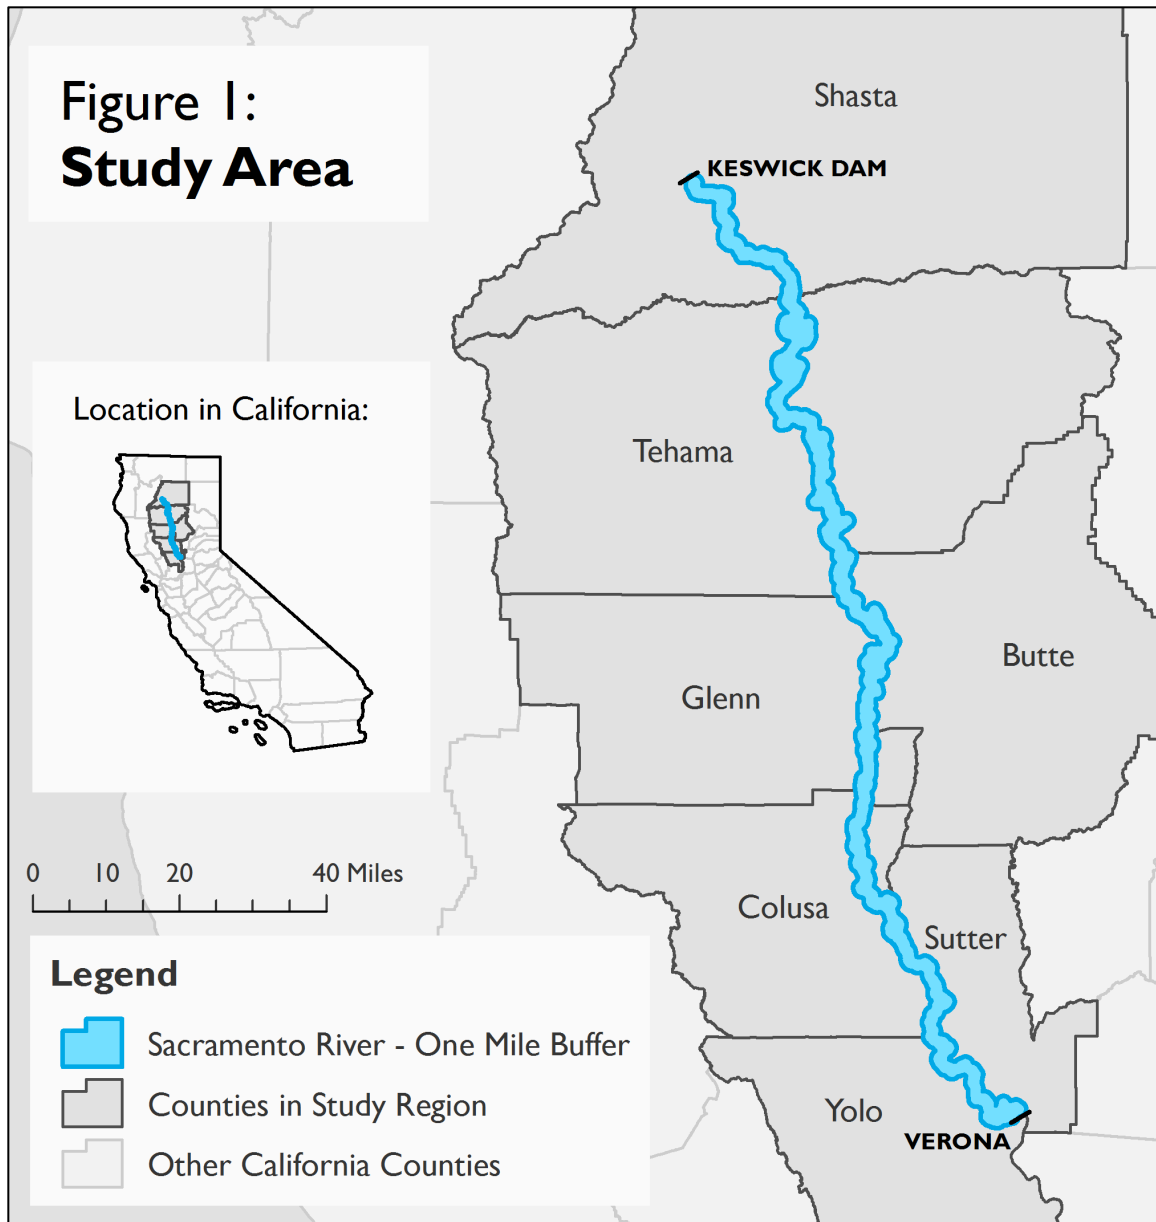 Figure 1:
Study Area
Shasta
KESWICK DAM
Location in California:
Tehama
Butte
Glenn
0 10 20 40 Miles
Colusa
Sutter
Legend
Sacramento River - One Mile Buffer
Counties in Study Region
Other California Counties
Yolo
VERONA